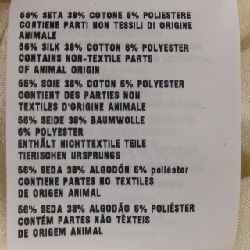 56% SETA 38% COTONE 6% POLIESTERE
CONTIENE PARTI NON TESSILI DI ORIGINE
ANIMALE
56% SILK 38% COTTON 6% POLYESTER
CONTAINS NON-TEXTILE PARTS
OF ANIMAL ORIGIN
56% SOIE 38% COTON 6% POLYESTER
CONTIENT DES PARTIES NON
TEXTILES D'ORIGINE ANIMALE
56% SEIDE 38% BAUMWOLLE
6% POLYESTER
ENTHÄLT NICHTTEXTILE TEILE
TIERISCHEN URSPRUNGS
56% SEDA 38% ALGODÓN 6% poliéster
CONTIENE PARTES NO TEXTILES
DE ORIGEN ANIMAL
56% SEDA 38% ALGODÃO 6% POLIÉSTER
CONTÉM PARTES NÃO TÊXTEIS
DE ORIGEM ANIMAL